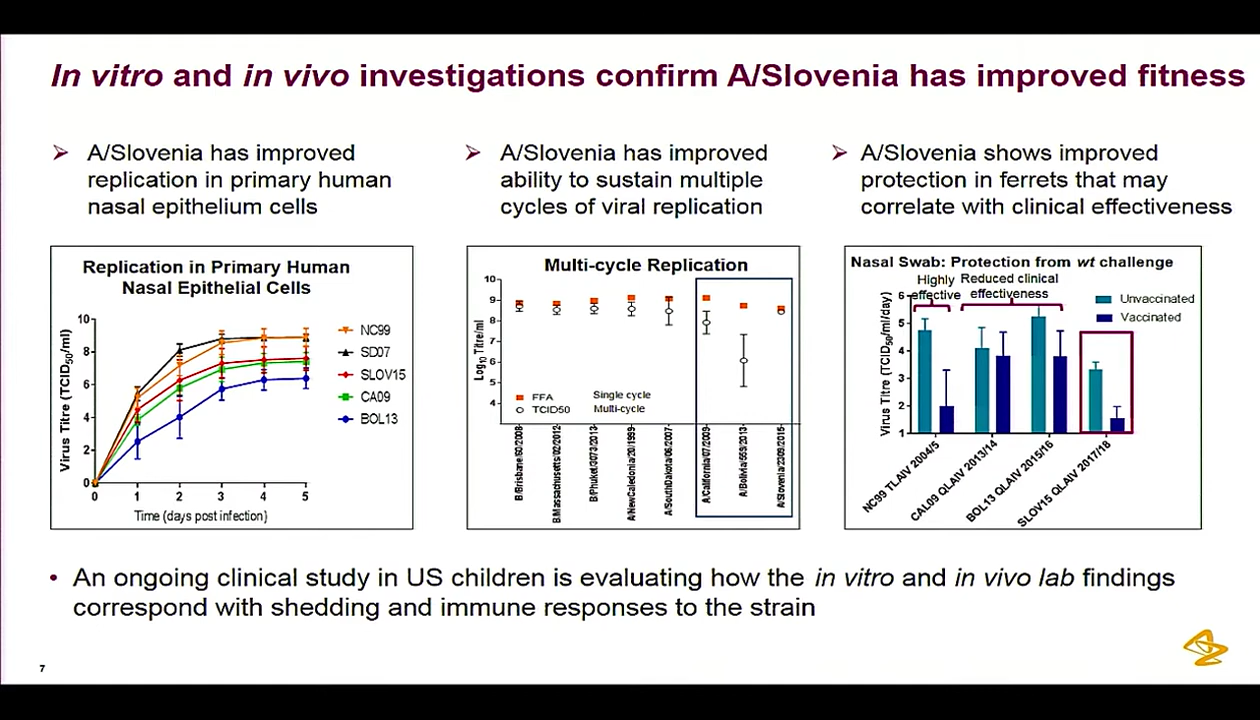 In vitro and in vivo investigations confirm A/Slovenia has improved fitness
A/Slovenia has improved
replication in primary human
nasal epithelium cells
A/Slovenia has improved
ability to sustain multiple
cycles of viral replication
A/Slovenia shows improved
protection in ferrets that may
correlate with clinical effectiveness
Replication in Primary Human
Nasal Epithelial Cells
Virus Titre (TCID50/ml)
10
8
6
4
2
0
0 1 2 3 4 5
Time (days post infection)
NC99
SD07
SLOV15
CA09
BOL13
Multi-cycle Replication
Titre/ml
10
9
8
7
6
5
4
FFA Single cycle
TCID50 Multi-cycle
B/Brisbane/60/2008
B/Massachusetts/02/2012
B/Phuket/3073/2013
A/NewCaledonia/20/1999
A/SouthDakota/06/2007
A/California/07/2009
A/Bolivia/559/2013
A/Slovenia/2903/2015
Nasal Swab: Protection from wt challenge
Highly
effective
Reduced clinical
effectiveness
Unvaccinated
Vaccinated
Virus Titre (TCID50/ml/day)
6
5
4
3
2
1
NC99 TLAIV 2004/5
CAL09 QLAIV 2013/14
BOL13 QLAIV 2015/16
SLOV15 QLAIV 2017/18
• An ongoing clinical study in US children is evaluating how the in vitro and in vivo lab findings
correspond with shedding and immune responses to the strain
7